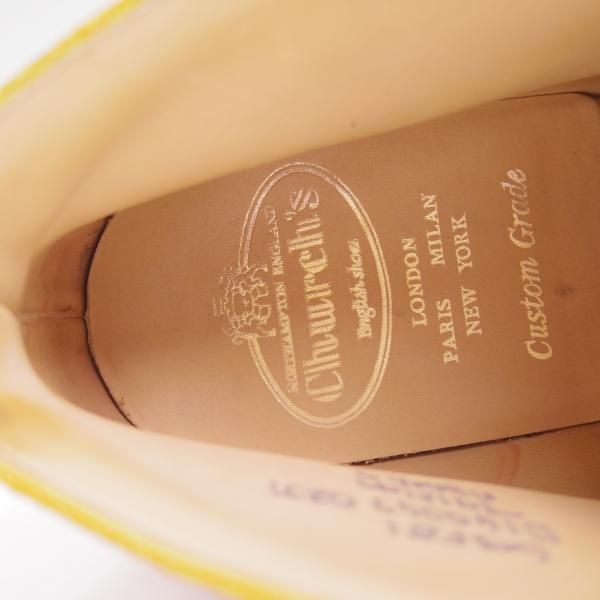 NORTHAMPTON ENGLAND
Church's
English shoes
LONDON
PARIS MILAN
NEW YORK
Custom Grade